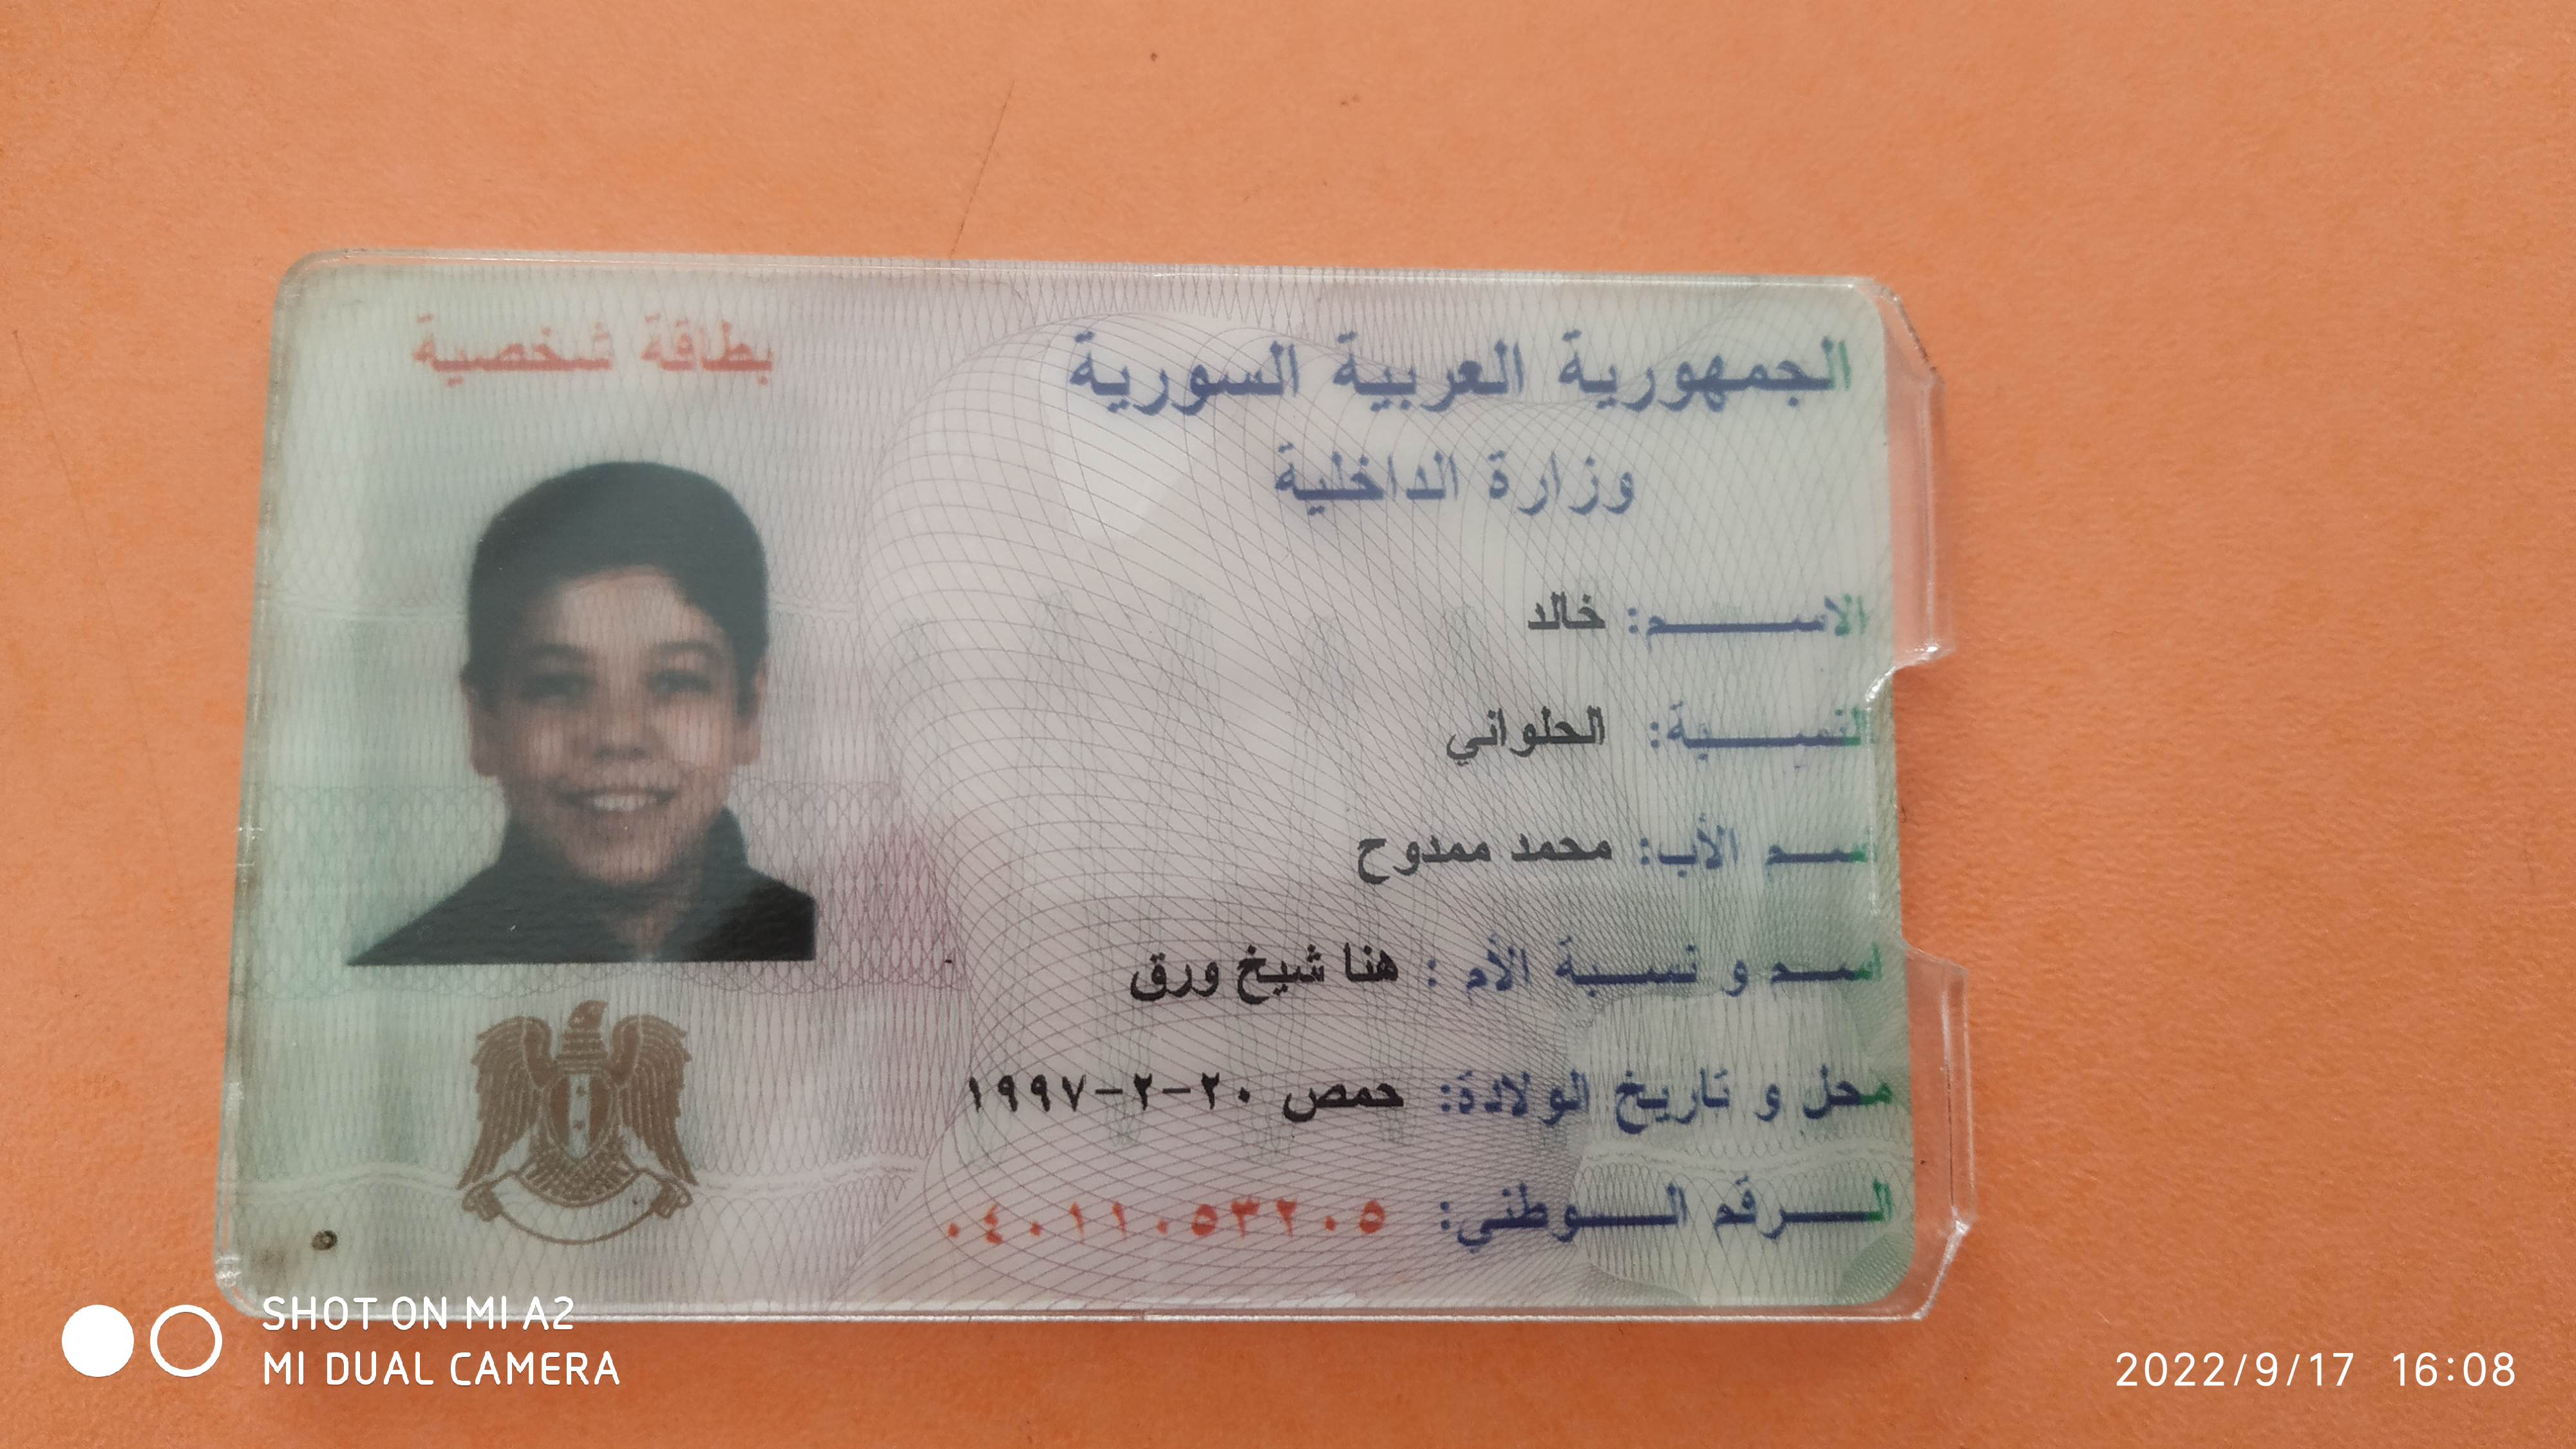 الجمهورية العربية السورية
بطاقة شخصية
وزارة الداخلية
الاسم: خالد
النسبة: الحلواني
سم الأب: محمد ممدوح
اسم و نسبة الأم : هنا شيخ ورق
محل و تاريخ الولادة: حمص ٢٠-٢-١٩٩٧
الرقم الوطني: ٠٤٠١١٠٥٣٢٠٥
SHOT ON MI A2
MI DUAL CAMERA
2022/9/17 16:08